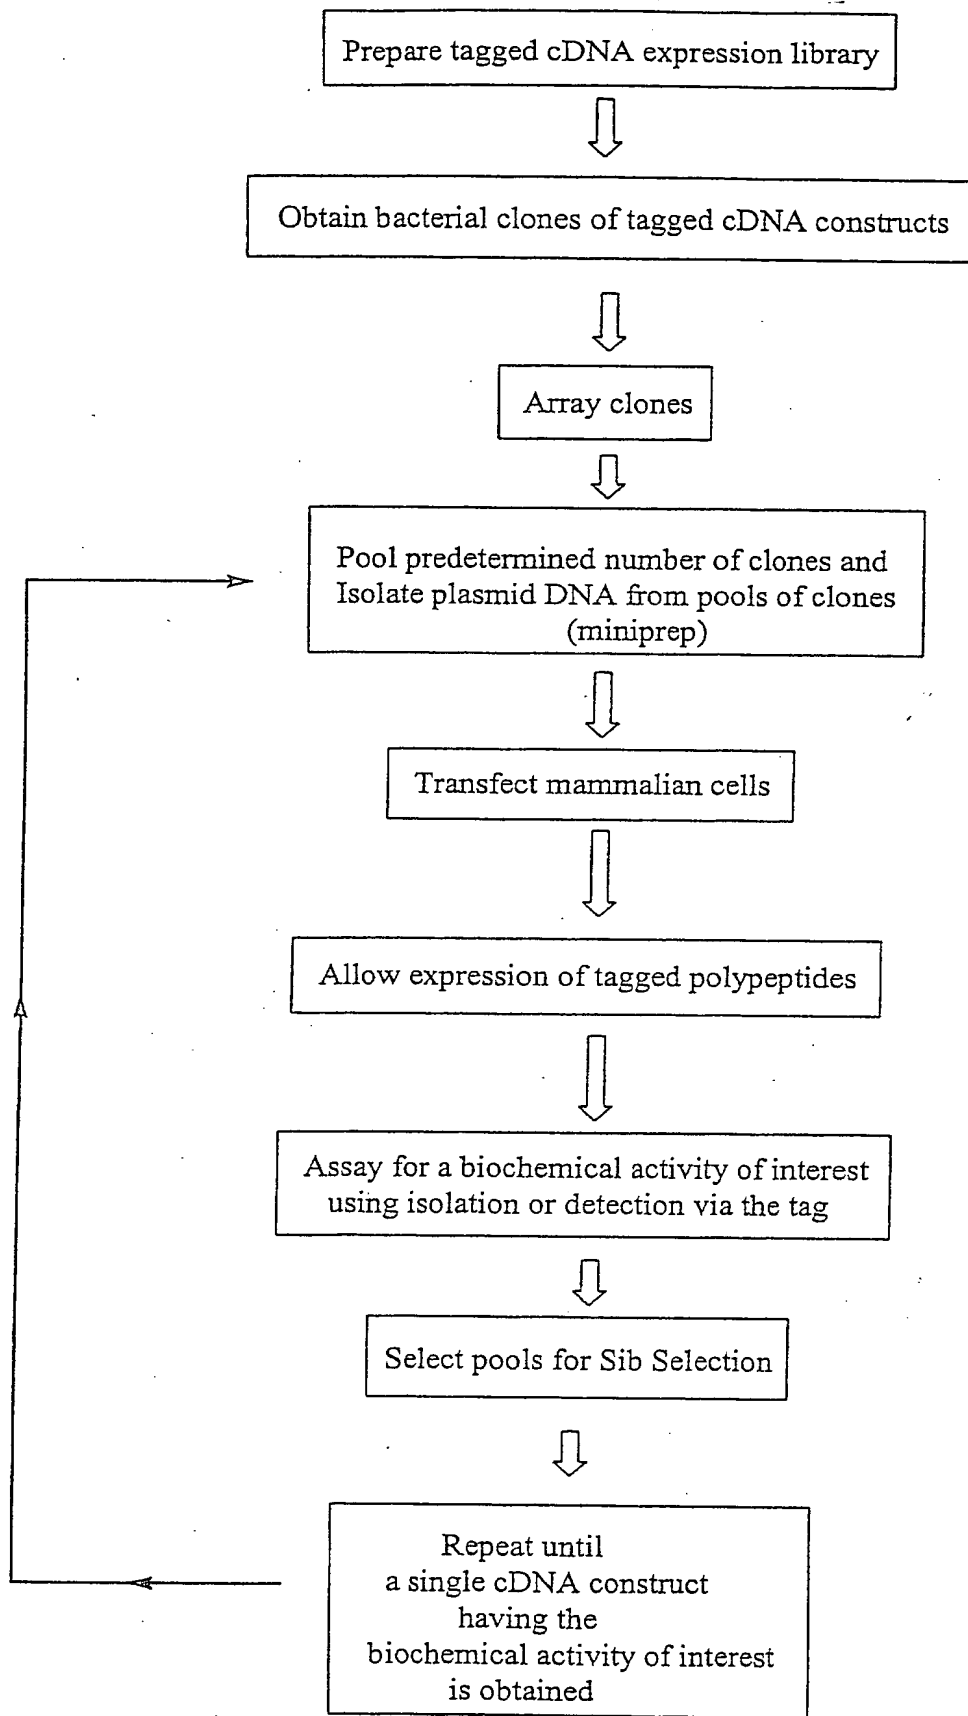 Prepare tagged cDNA expression library
Obtain bacterial clones of tagged cDNA constructs
Array clones
Pool predetermined number of clones and
Isolate plasmid DNA from pools of clones
(miniprep)
Transfect mammalian cells
Allow expression of tagged polypeptides
Assay for a biochemical activity of interest
using isolation or detection via the tag
Select pools for Sib Selection
Repeat until
a single cDNA construct
having the
biochemical activity of interest
is obtained